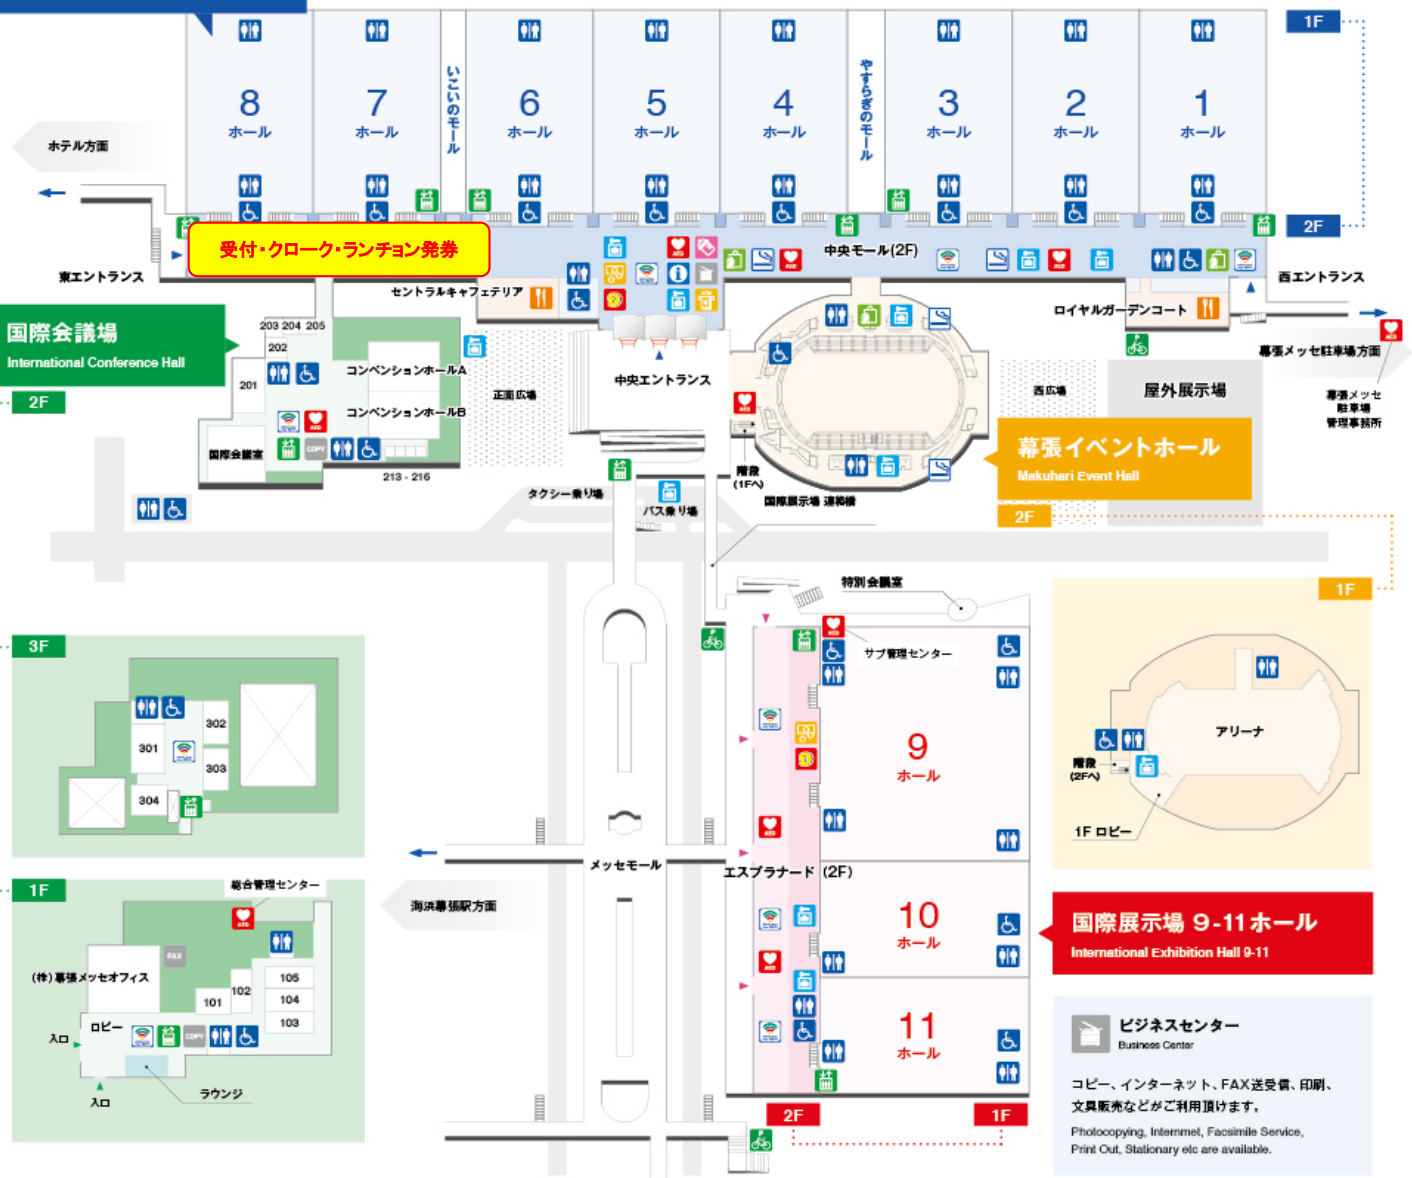 1F
8
ホール
7
ホール
いこいのモール
6
ホール
5
ホール
4
ホール
やすらぎのモール
3
ホール
2
ホール
1
ホール
ホテル方面
2F
受付・クローク・ランチョン発券
中央モール(2F)
東エントランス
西エントランス
セントラルキャフェテリア
ロイヤルガーデンコート
国際会議場
International Conference Hall
203 204 205
202
201
コンベンションホールA
コンベンションホールB
国際会議室
213 - 216
COPY
2F
正面広場
中央エントランス
西広場
屋外展示場
幕張メッセ駐車場方面
AED
幕張メッセ
駐車場
管理事務所
幕張イベントホール
Makuhari Event Hall
2F
階段
(1Fへ)
タクシー乗り場
バス乗り場
国際展示場 連絡橋
特別会議室
サブ管理センター
1F
アリーナ
階段
(2Fへ)
1F ロビー
3F
301
302
303
304
9
ホール
メッセモール
エスプラナード (2F)
海浜幕張駅方面
10
ホール
11
ホール
国際展示場 9-11ホール
International Exhibition Hall 9-11
1F
総合管理センター
AED
FAX
(株)幕張メッセオフィス
101
102
105
104
103
ロビー
COPY
入口
入口
ラウンジ
2F
1F
ビジネスセンター
Business Center
コピー、インターネット、FAX送受信、印刷、
文具販売などがご利用頂けます。
Photocopying, Internmet, Facsimile Service,
Print Out, Stationary etc are available.